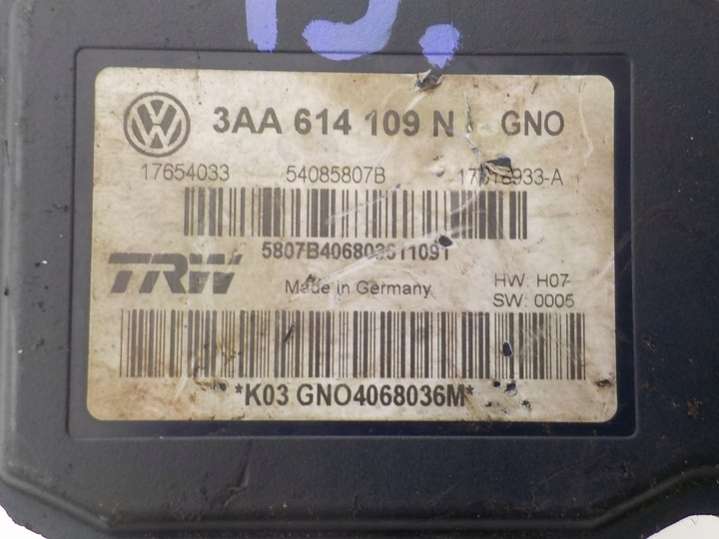 3AA 614 109 N GNO
17654033 54085807B
TRW
Made in Germany
HW: H07
SW: 0005
*K03 GNO4068036M*